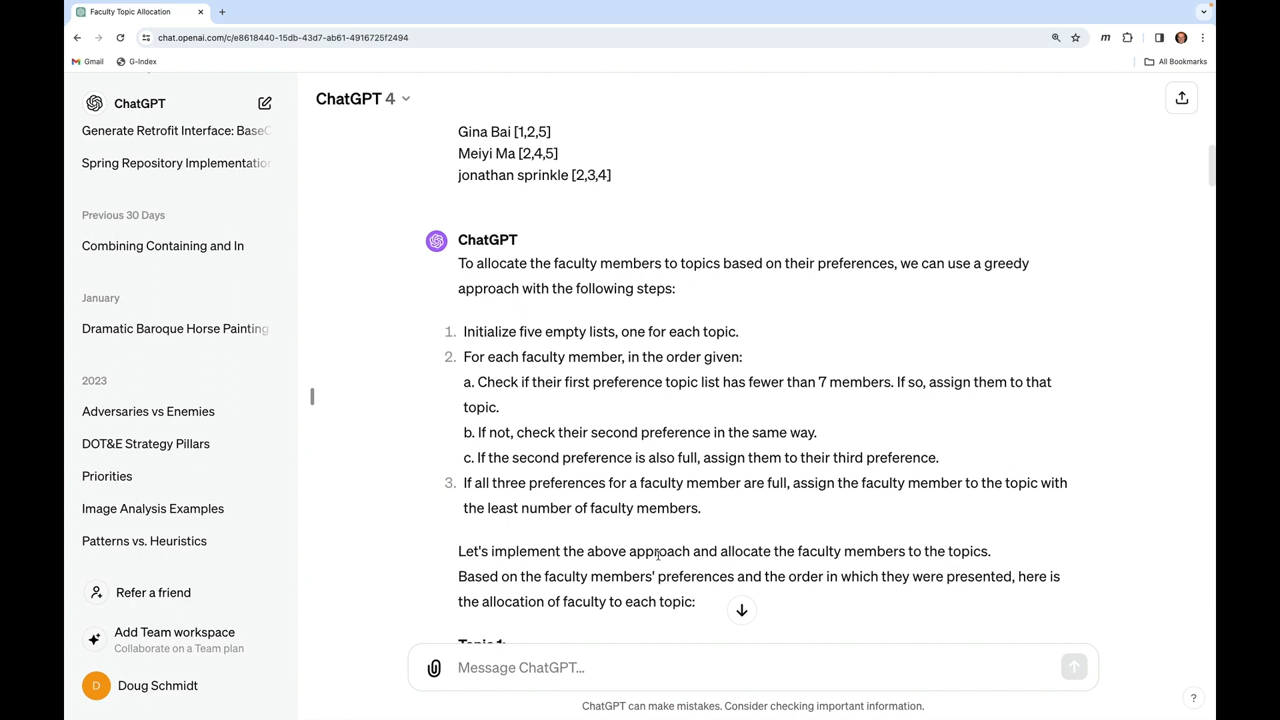 Faculty Topic Allocation
chat.openai.com/c/e8618440-15db-43d7-ab61-4916725f2494
Gmail
G-Index
All Bookmarks
ChatGPT
Generate Retrofit Interface: BaseC
Spring Repository Implementatio
Previous 30 Days
Combining Containing and In
January
Dramatic Baroque Horse Painting
2023
Adversaries vs Enemies
DOT&E Strategy Pillars
Priorities
Image Analysis Examples
Patterns vs. Heuristics
Refer a friend
Add Team workspace
Collaborate on a Team plan
D
Doug Schmidt
ChatGPT 4
Gina Bai [1,2,5]
Meiyi Ma [2,4,5]
jonathan sprinkle [2,3,4]
ChatGPT
To allocate the faculty members to topics based on their preferences, we can use a greedy
approach with the following steps:
1. Initialize five empty lists, one for each topic.
2. For each faculty member, in the order given:
a. Check if their first preference topic list has fewer than 7 members. If so, assign them to that
topic.
b. If not, check their second preference in the same way.
c. If the second preference is also full, assign them to their third preference.
3. If all three preferences for a faculty member are full, assign the faculty member to the topic with
the least number of faculty members.
Let's implement the above approach and allocate the faculty members to the topics.
Based on the faculty members' preferences and the order in which they were presented, here is
the allocation of faculty to each topic:
Topic 1:
Message ChatGPT...
ChatGPT can make mistakes. Consider checking important information.
?